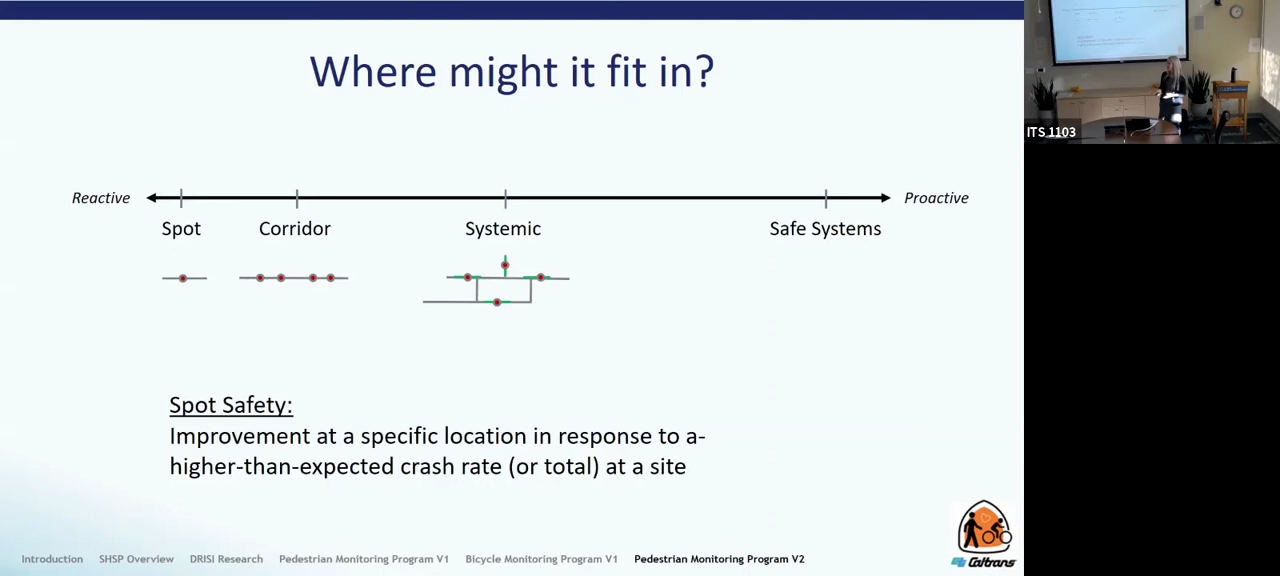 Where might it fit in?
Reactive
Proactive
Spot
Corridor
Systemic
Safe Systems
Spot Safety:
Improvement at a specific location in response to a-
higher-than-expected crash rate (or total) at a site
Introduction SHSP Overview DRISI Research Pedestrian Monitoring Program V1 Bicycle Monitoring Program V1 Pedestrian Monitoring Program V2
Caltrans
ITS 1103